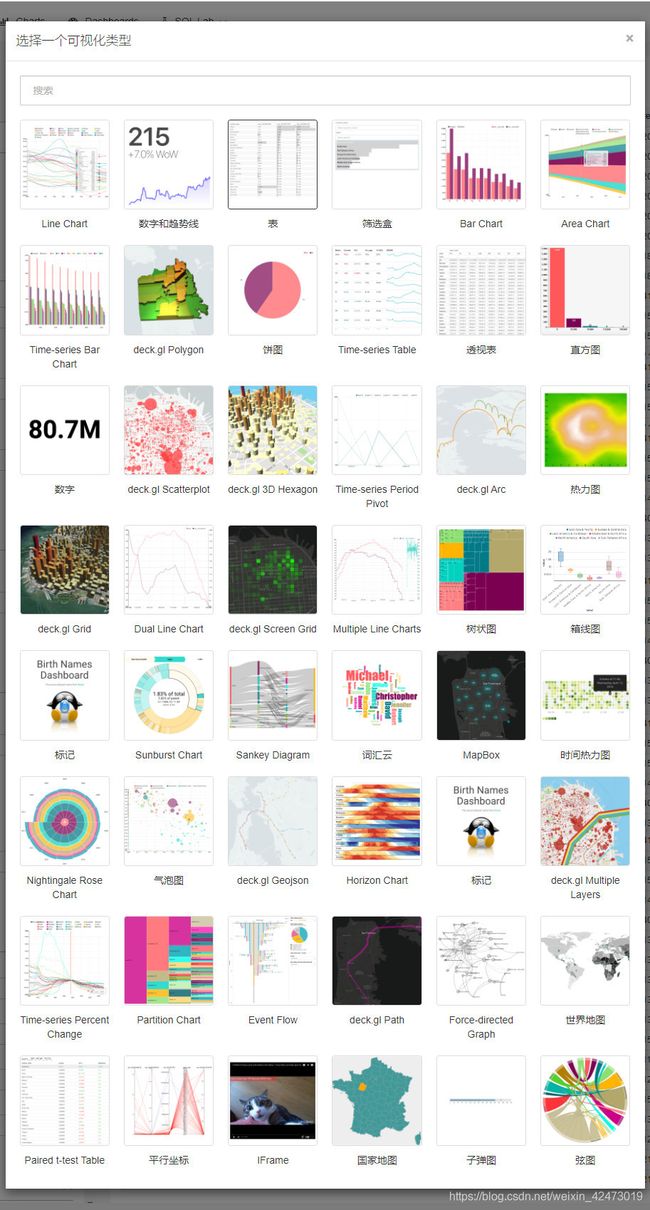 Charts
Dashboards
SQL Lab
选择一个可视化类型
×
搜索
215
+7.0% WoW
Line Chart
数字和趋势线
表
筛选盒
Bar Chart
Area Chart
Time-series Bar
Chart
deck.gl Polygon
饼图
Time-series Table
透视表
直方图
80.7M
数字
deck.gl Scatterplot
deck.gl 3D Hexagon
Time-series Period
Pivot
deck.gl Arc
热力图
deck.gl Grid
Dual Line Chart
deck.gl Screen Grid
Multiple Line Charts
树状图
箱线图
Birth Names
Dashboard
1.83% of total
Michael
Christopher
David
标记
Sunburst Chart
Sankey Diagram
词汇云
MapBox
时间热力图
Birth Names
Dashboard
Nightingale Rose
Chart
气泡图
deck.gl Geojson
Horizon Chart
标记
deck.gl Multiple
Layers
Time-series Percent
Change
Partition Chart
Event Flow
deck.gl Path
Force-directed
Graph
世界地图
Paired t-test Table
平行坐标
IFrame
国家地图
子弹图
弦图
https://blog.csdn.net/weixin_42473019